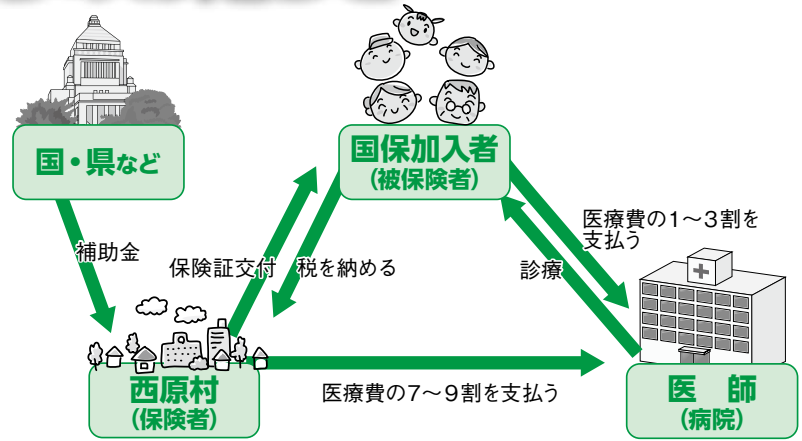 国・県など
国保加入者
(被保険者)
補助金
保険証交付
税を納める
診療
医療費の1～3割を
支払う
西原村
(保険者)
医療費の7～9割を支払う
医　師
(病院)